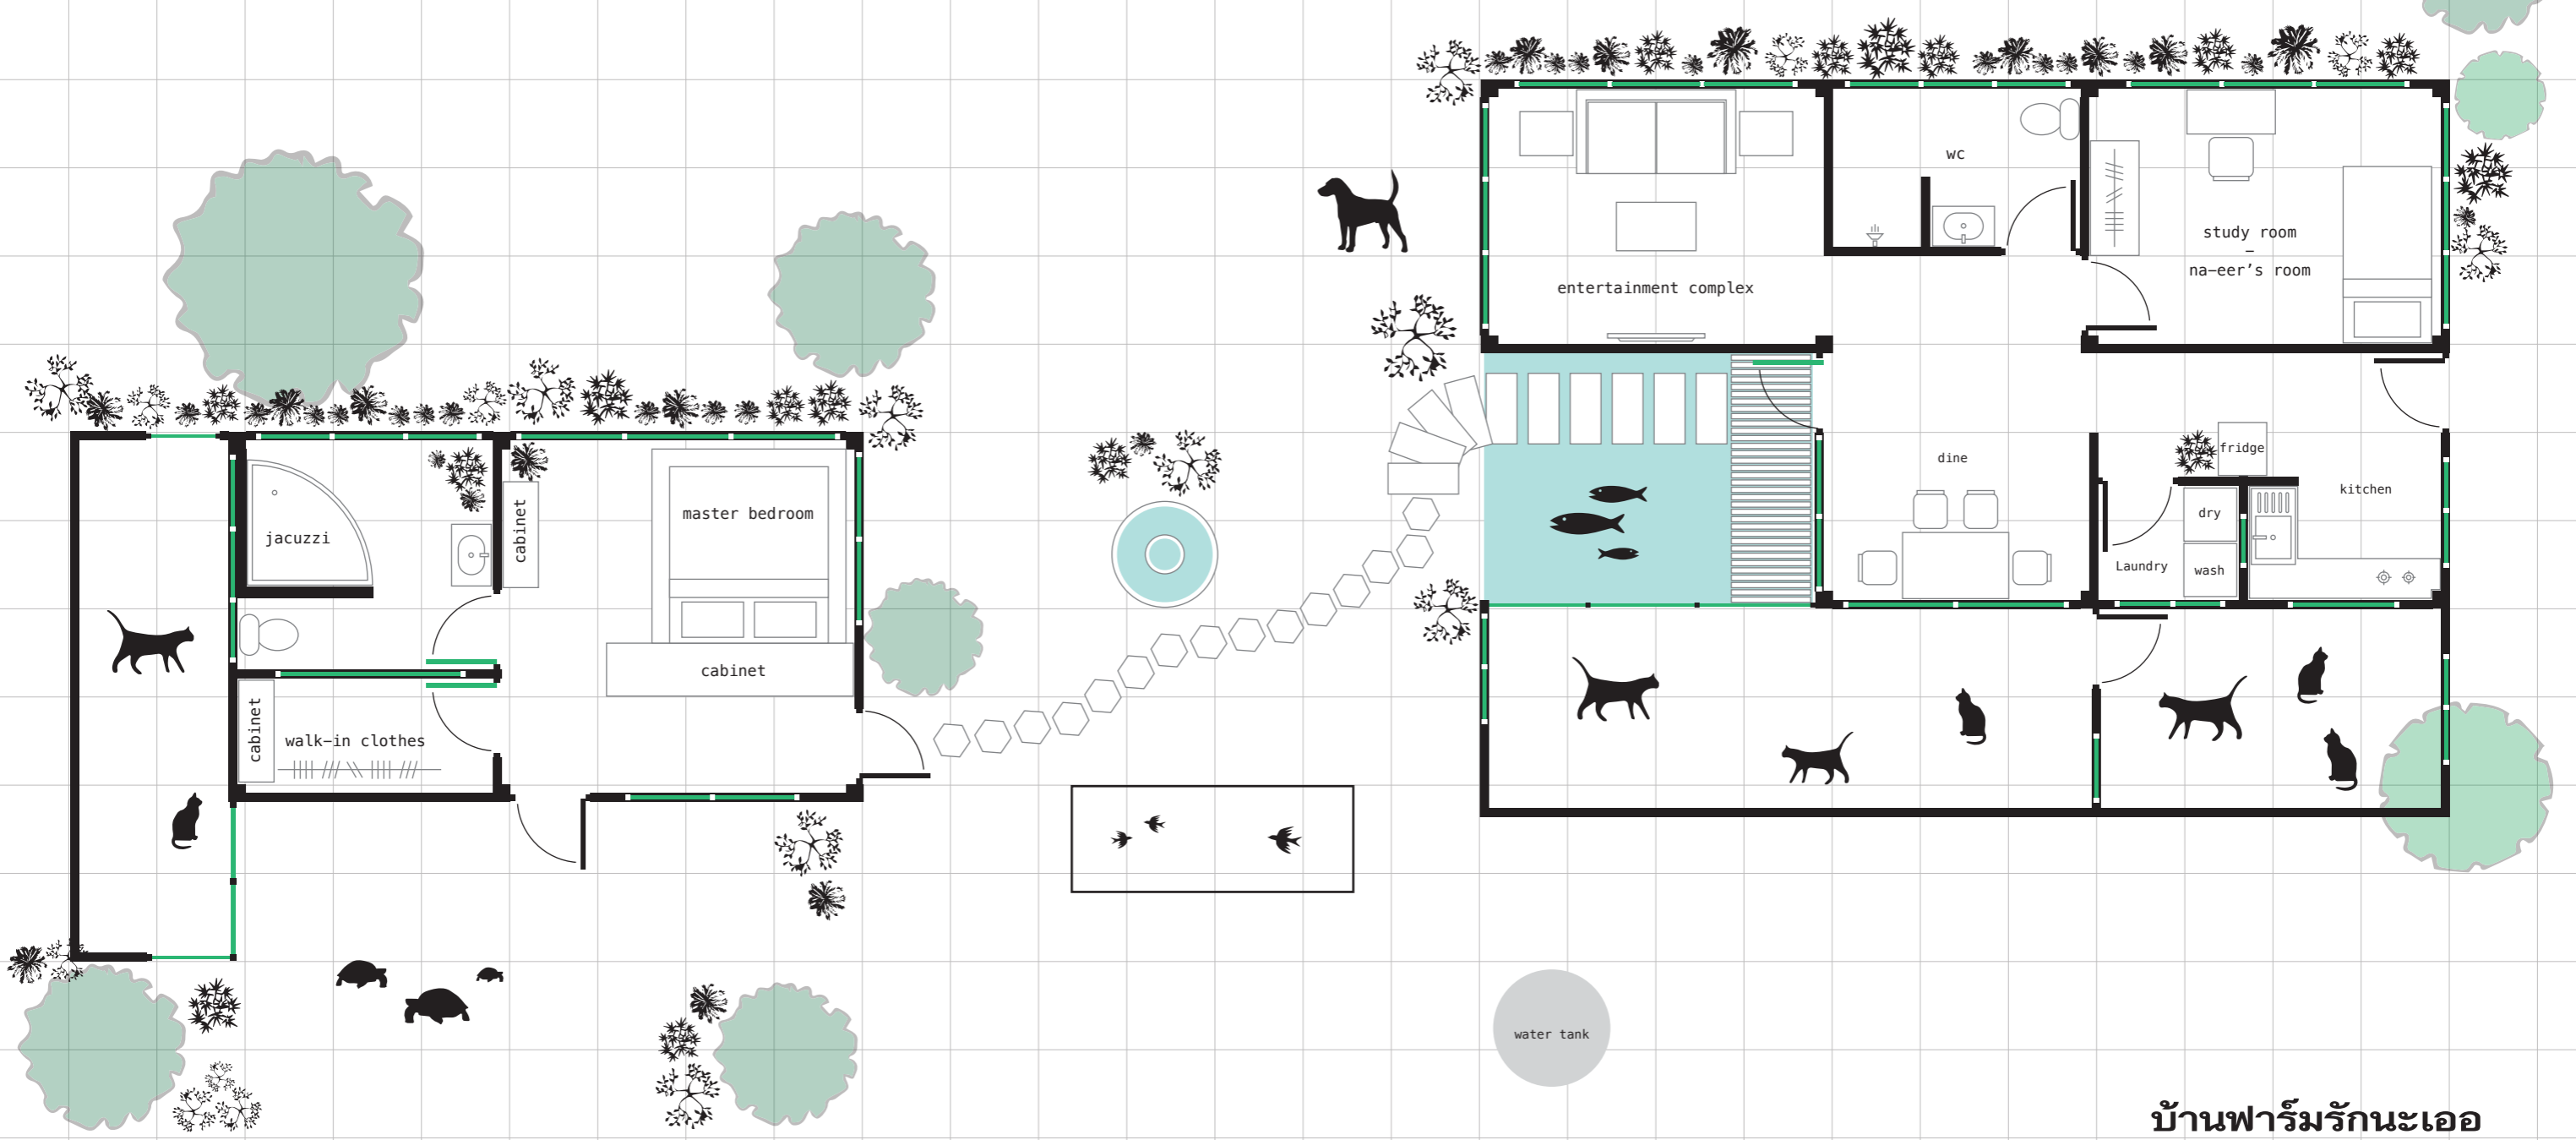 wc
study room
–
na-eer's room
entertainment complex
fridge
dine
kitchen
master bedroom
cabinet
jacuzzi
dry
Laundry
wash
cabinet
cabinet
walk-in clothes
water tank
บ้านฟาร์มรักนะเออ